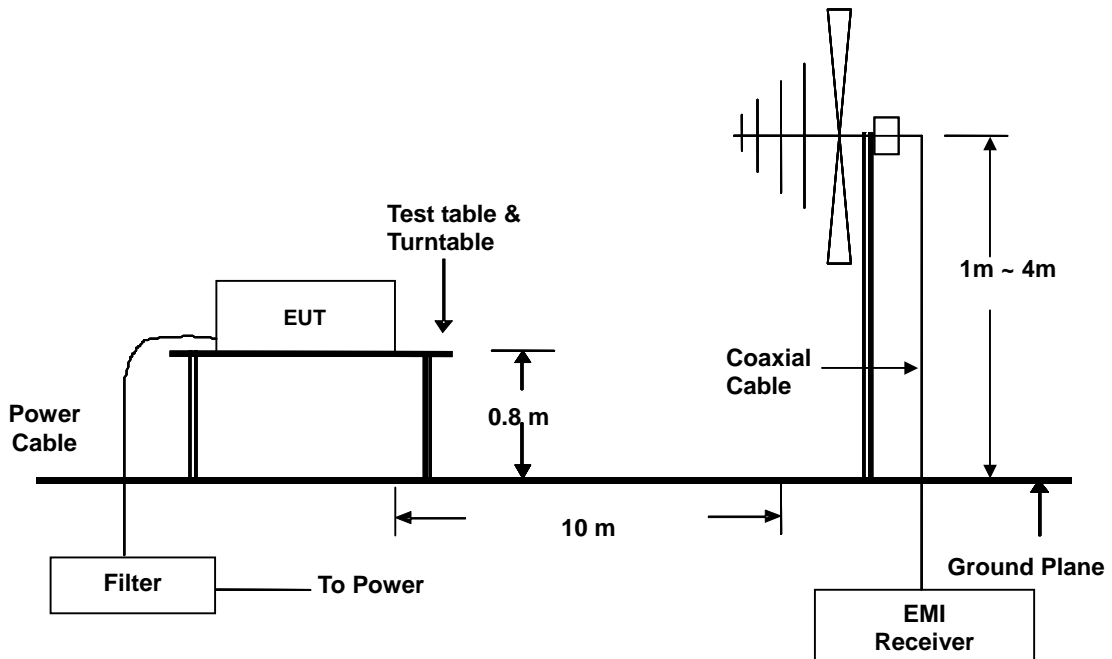 Test table &
Turntable
1m ~ 4m
EUT
Coaxial
Cable
0.8 m
Power
Cable
10 m
Ground Plane
Filter
To Power
EMI
Receiver